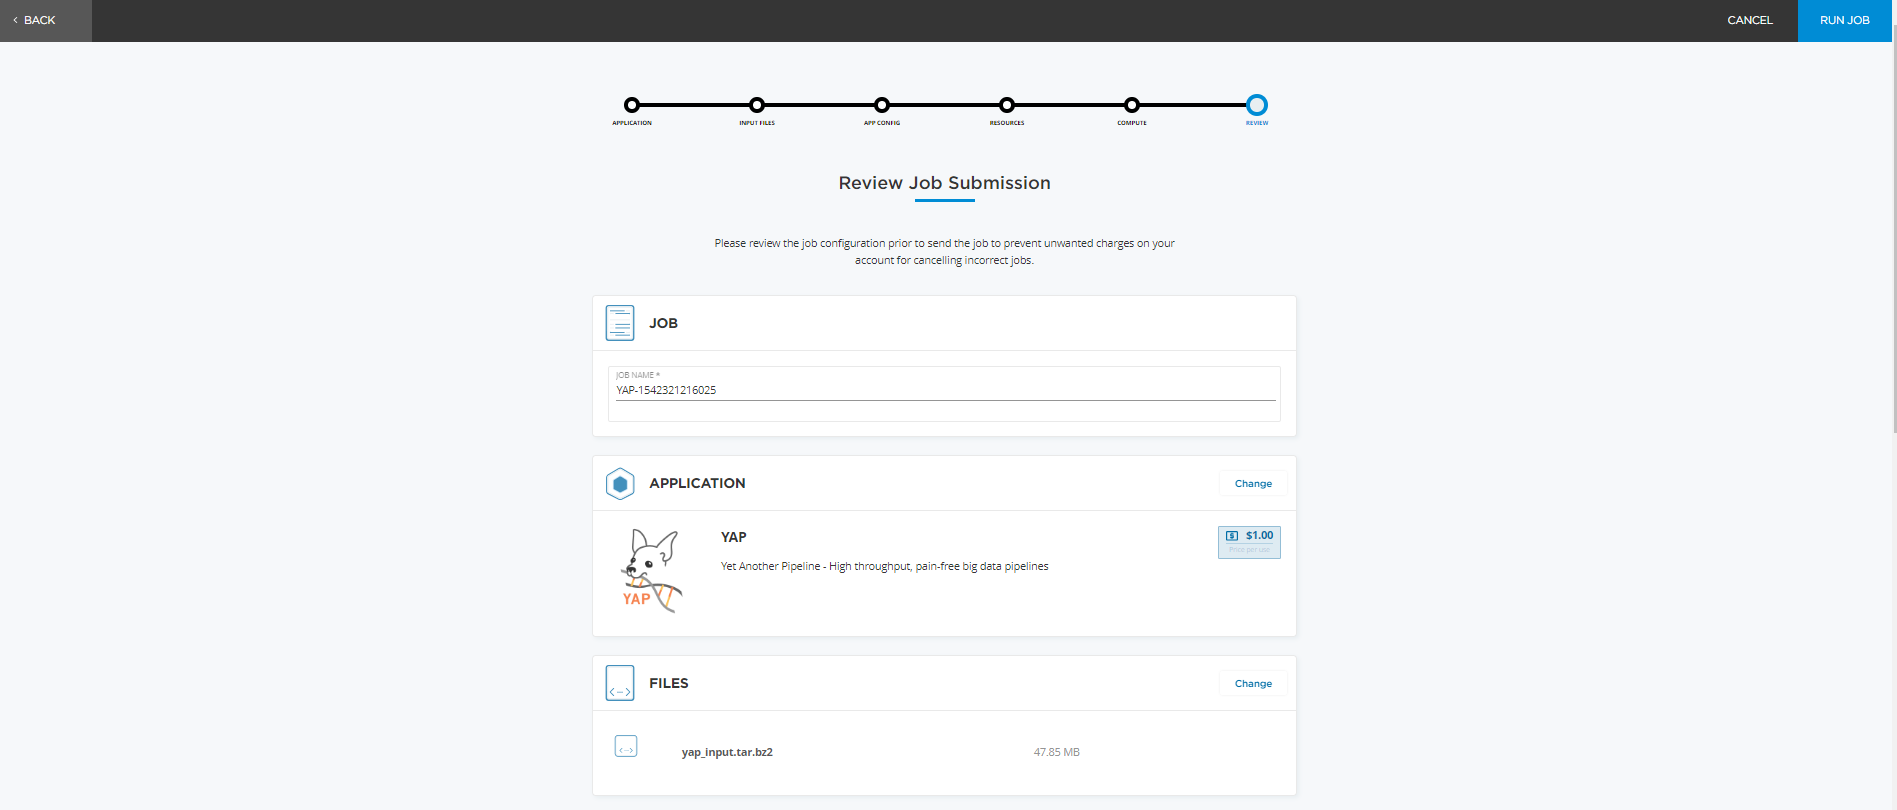 BACK
CANCEL
RUN JOB
APPLICATION
INPUT FILES
APP CONFIG
RESOURCES
COMPUTE
REVIEW
Review Job Submission
Please review the job configuration prior to send the job to prevent unwanted charges on your
account for cancelling incorrect jobs.
JOB
JOB NAME *
YAP-1542321216025
APPLICATION
Change
YAP
YAP
$1.00
Price per use
Yet Another Pipeline - High throughput, pain-free big data pipelines
FILES
Change
yap_input.tar.bz2
47.85 MB